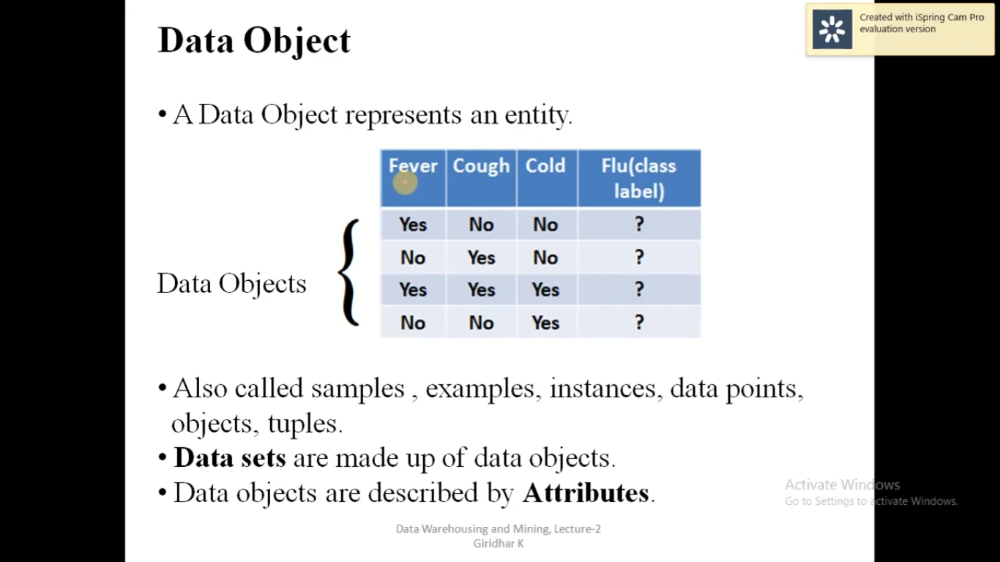 Data Object
Created with iSpring Cam Pro
evaluation version
• A Data Object represents an entity.
Fever Cough Cold Flu(class
label)
Yes No No ?
No Yes No ?
Data Objects
Yes Yes Yes ?
No No Yes ?
• Also called samples , examples, instances, data points,
objects, tuples.
• Data sets are made up of data objects.
• Data objects are described by Attributes.
Activate Windows
Go to Settings to activate Windows.
Data Warehousing and Mining, Lecture-2
Giridhar K